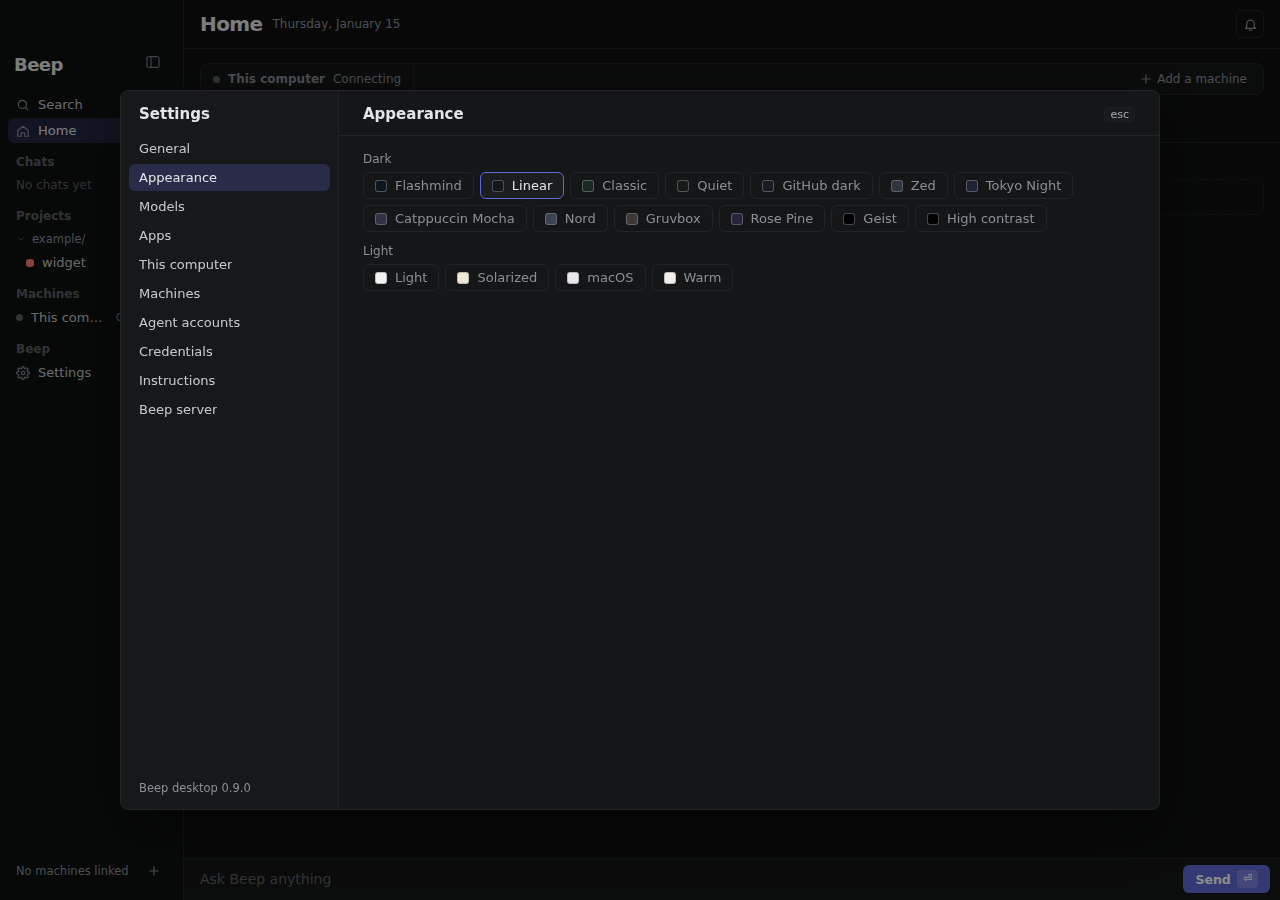 Home Thursday, January 15
Beep
This computer Connecting
Add a machine
Search
Home
Chats
No chats yet
Projects
example/
widget
Machines
This com...
Beep
Settings
No machines linked
Settings
General
Appearance
Models
Apps
This computer
Machines
Agent accounts
Credentials
Instructions
Beep server
Beep desktop 0.9.0
Appearance esc
Dark
Flashmind Linear Classic Quiet GitHub dark Zed Tokyo Night
Catppuccin Mocha Nord Gruvbox Rose Pine Geist High contrast
Light
Light Solarized macOS Warm
Ask Beep anything
Send ⏎